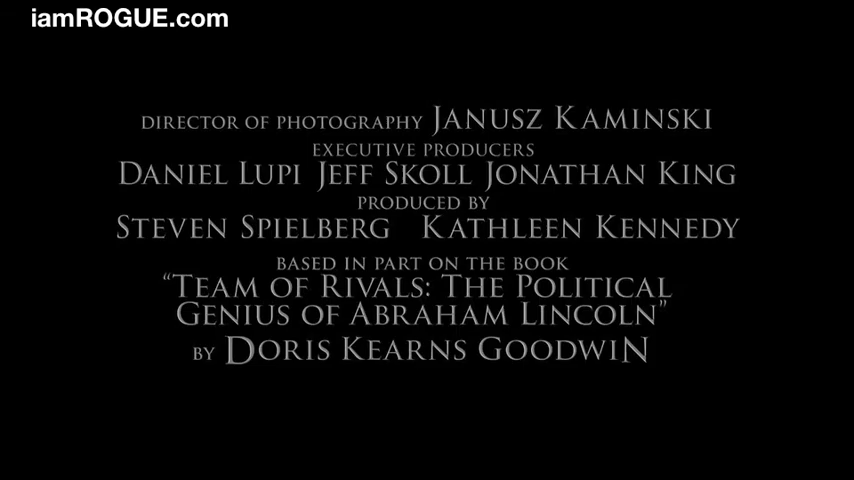 iamROGUE.com
DIRECTOR OF PHOTOGRAPHY JANUSZ KAMINSKI
EXECUTIVE PRODUCERS
DANIEL LUPI JEFF SKOLL JONATHAN KING
PRODUCED BY
STEVEN SPIELBERG KATHLEEN KENNEDY
BASED IN PART ON THE BOOK
“TEAM OF RIVALS: THE POLITICAL
GENIUS OF ABRAHAM LINCOLN”
BY DORIS KEARNS GOODWIN